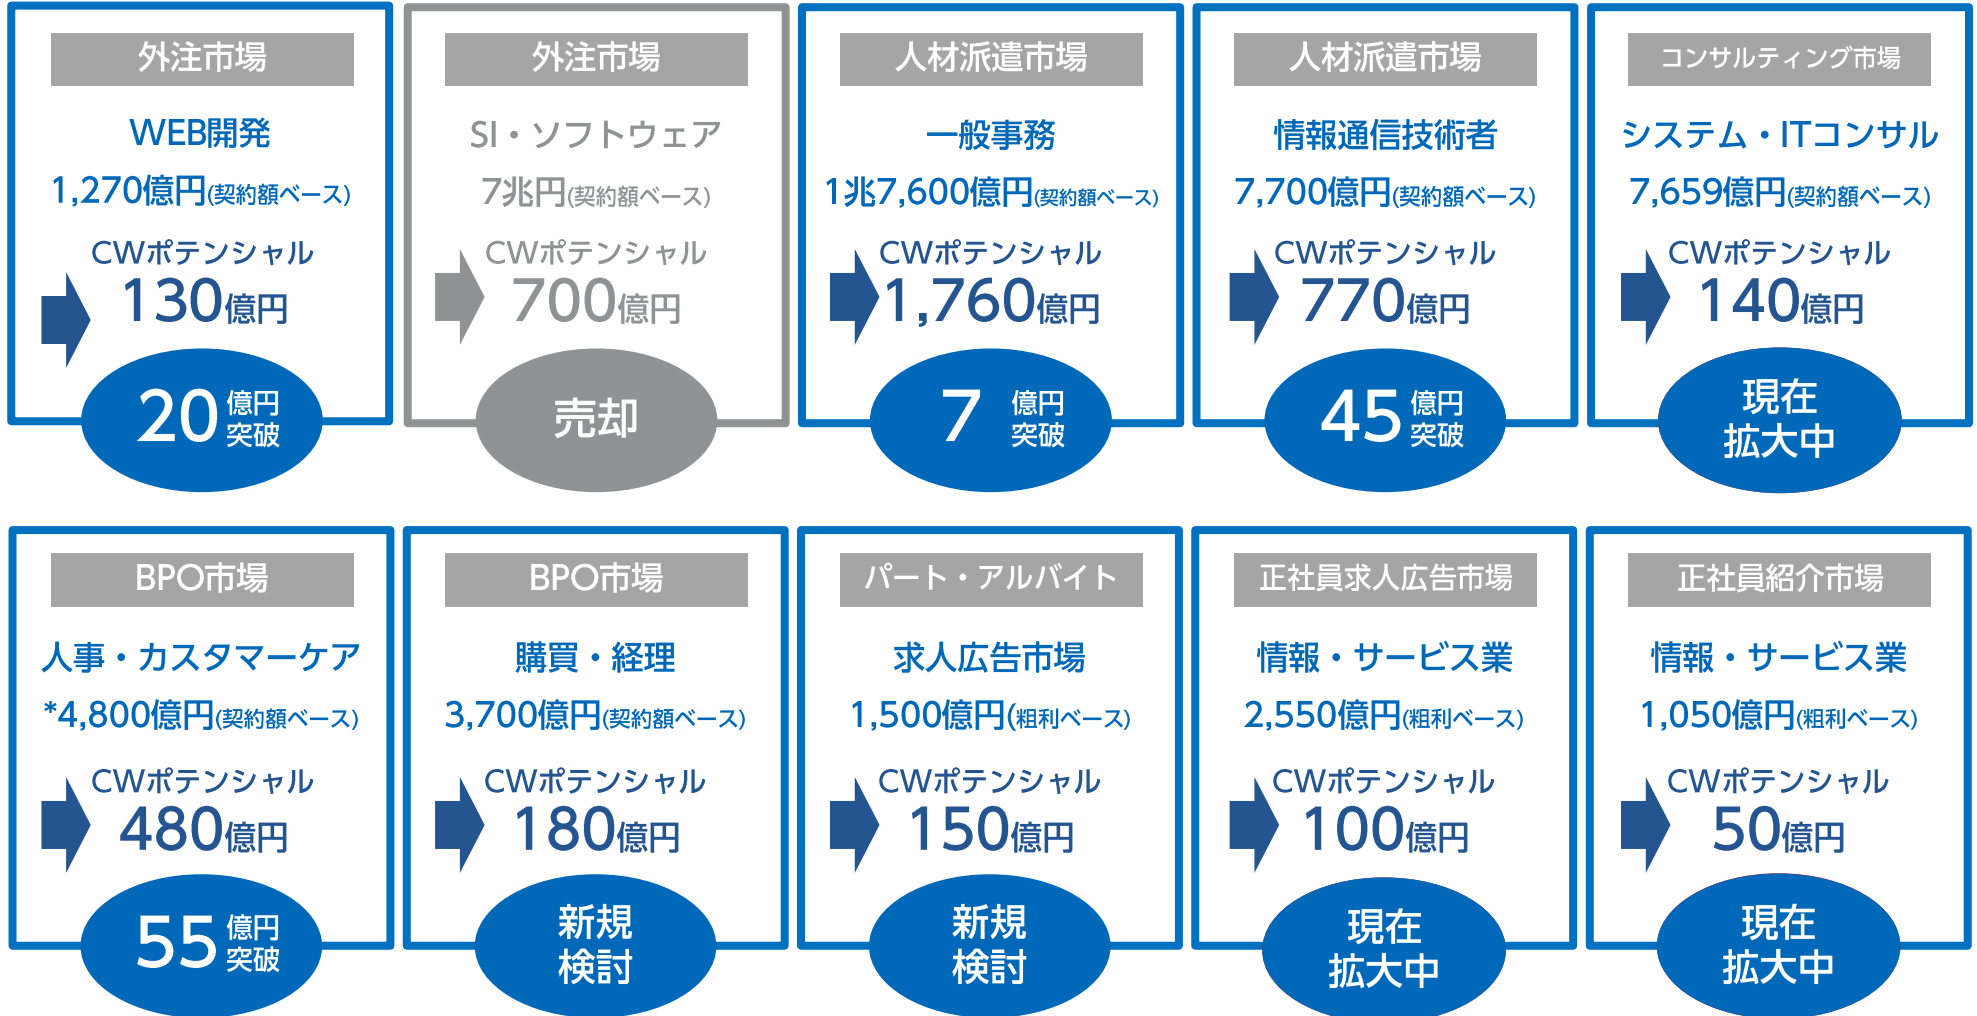 外注市場
WEB開発
1,270億円(契約額ベース)
CWポテンシャル
130億円
20億円
突破
外注市場
SI・ソフトウェア
7兆円(契約額ベース)
CWポテンシャル
700億円
売却
人材派遣市場
一般事務
1兆7,600億円(契約額ベース)
CWポテンシャル
1,760億円
7億円
突破
人材派遣市場
情報通信技術者
7,700億円(契約額ベース)
CWポテンシャル
770億円
45億円
突破
コンサルティング市場
システム・ITコンサル
7,659億円(契約額ベース)
CWポテンシャル
140億円
現在
拡大中
BPO市場
人事・カスタマーケア
*4,800億円(契約額ベース)
CWポテンシャル
480億円
55億円
突破
BPO市場
購買・経理
3,700億円(契約額ベース)
CWポテンシャル
180億円
新規
検討
パート・アルバイト
求人広告市場
1,500億円(粗利ベース)
CWポテンシャル
150億円
新規
検討
正社員求人広告市場
情報・サービス業
2,550億円(粗利ベース)
CWポテンシャル
100億円
現在
拡大中
正社員紹介市場
情報・サービス業
1,050億円(粗利ベース)
CWポテンシャル
50億円
現在
拡大中